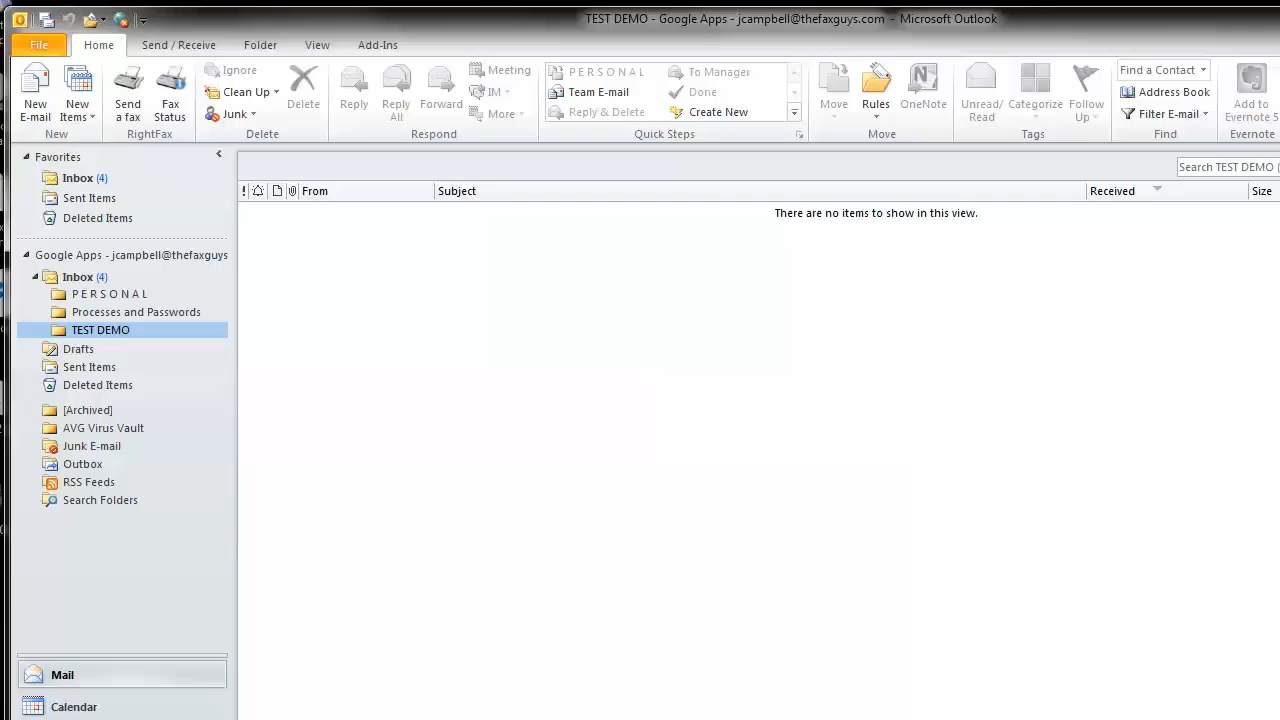 TEST DEMO - Google Apps - jcampbell@thefaxguys.com - Microsoft Outlook
File Home Send / Receive Folder View Add-Ins
New E-mail
New Items
New
Send a fax
Fax Status
RightFax
Ignore
Clean Up
Junk
Delete
Delete
Reply
Reply All
Forward
Meeting
IM
More
Respond
P E R S O N A L
Team E-mail
Reply & Delete
To Manager
Done
Create New
Quick Steps
Move
Rules
OneNote
Move
Unread/ Read
Categorize
Follow Up
Tags
Find a Contact
Address Book
Filter E-mail
Find
Add to Evernote 5
Evernote
Favorites
Inbox (4)
Sent Items
Deleted Items
Google Apps - jcampbell@thefaxguys
Inbox (4)
P E R S O N A L
Processes and Passwords
TEST DEMO
Drafts
Sent Items
Deleted Items
[Archived]
AVG Virus Vault
Junk E-mail
Outbox
RSS Feeds
Search Folders
Mail
Calendar
Search TEST DEMO (
! From Subject Received Size
There are no items to show in this view.